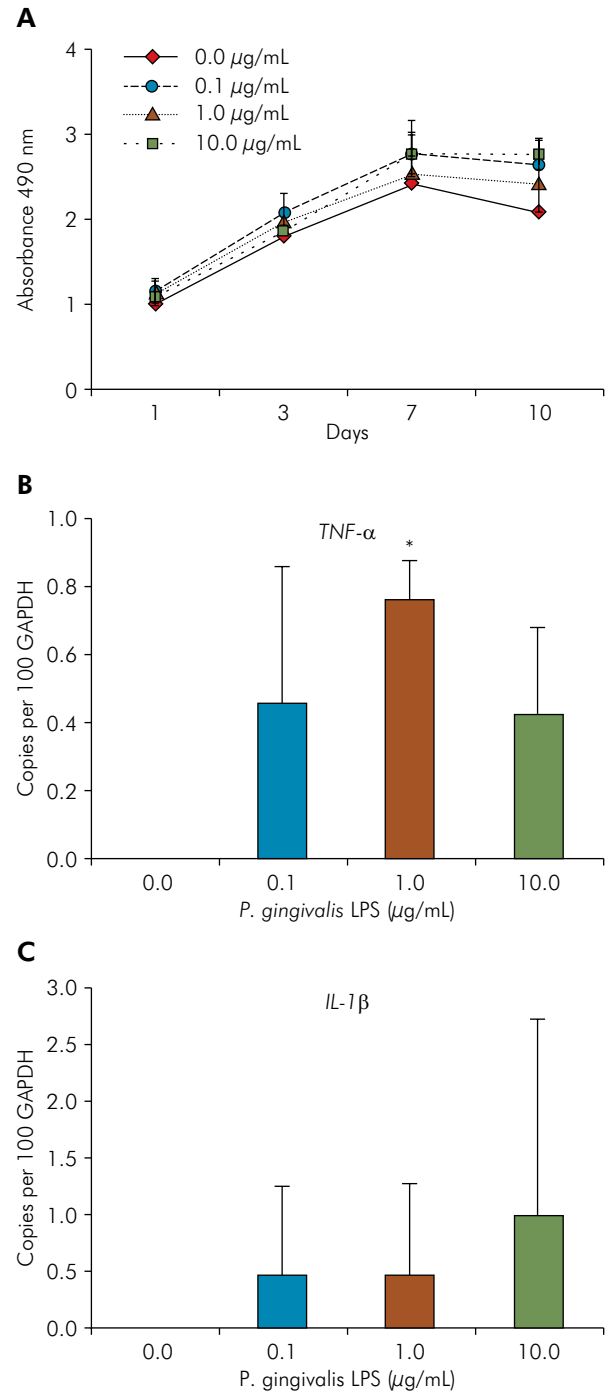 A
4
3
2
1
0
Absorbance 490 nm
0.0 µg/mL
0.1 µg/mL
1.0 µg/mL
10.0 µg/mL
1 3 7 10
Days
B
TNF-α
*
1.0
0.8
0.6
0.4
0.2
0.0
Copies per 100 GAPDH
0.0 0.1 1.0 10.0
P. gingivalis LPS (µg/mL)
C
IL-1β
3.0
2.5
2.0
1.5
1.0
0.5
0.0
Copies per 100 GAPDH
0.0 0.1 1.0 10.0
P. gingivalis LPS (µg/mL)